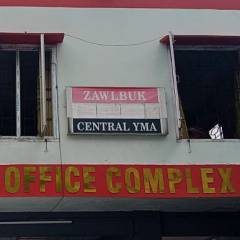 ZAWLBUK
CENTRAL YMA
OFFICE COMPLEX